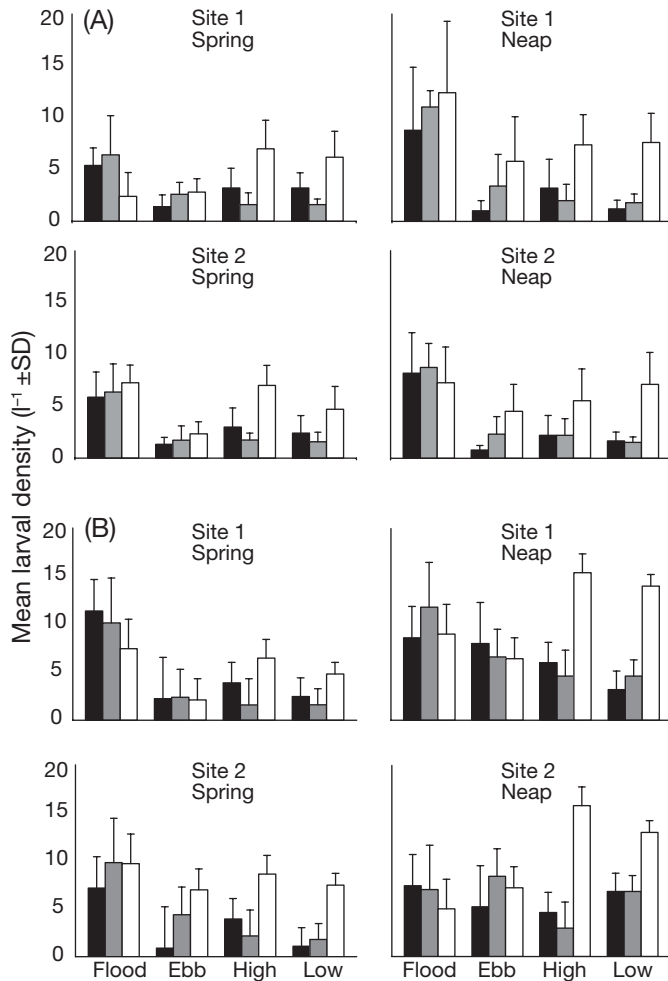 (A)
Site 1
Spring
Site 1
Neap
20
15
10
5
0
Site 2
Spring
Site 2
Neap
20
15
10
5
0
Mean larval density (l⁻¹ ±SD)
(B)
Site 1
Spring
Site 1
Neap
20
15
10
5
0
Site 2
Spring
Site 2
Neap
20
15
10
5
0
Flood Ebb High Low Flood Ebb High Low